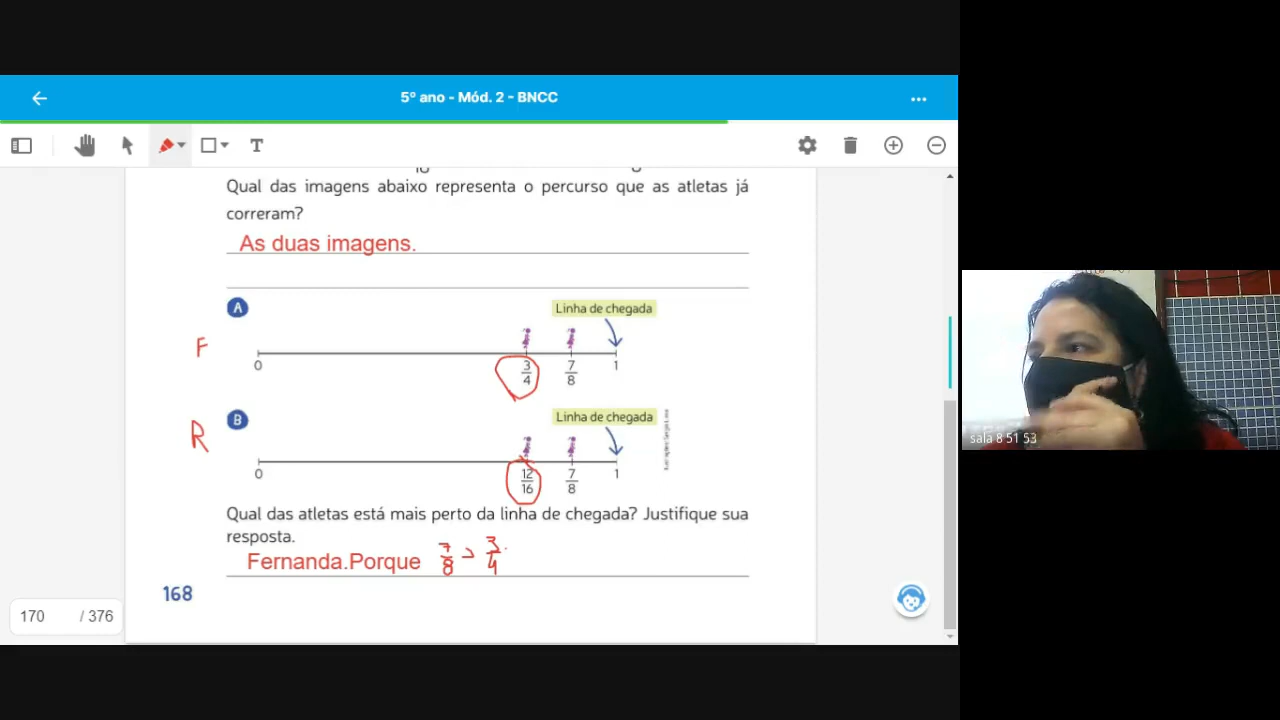 5º ano - Mód. 2 - BNCC
T
Qual das imagens abaixo representa o percurso que as atletas já
correram?
As duas imagens.
A
Linha de chegada
F
0 3/4 7/8 1
B
Linha de chegada
R
0 12/16 7/8 1
Qual das atletas está mais perto da linha de chegada? Justifique sua
resposta.
Fernanda.Porque 7/8 > 3/4
168
170 / 376
sala 8 51 53